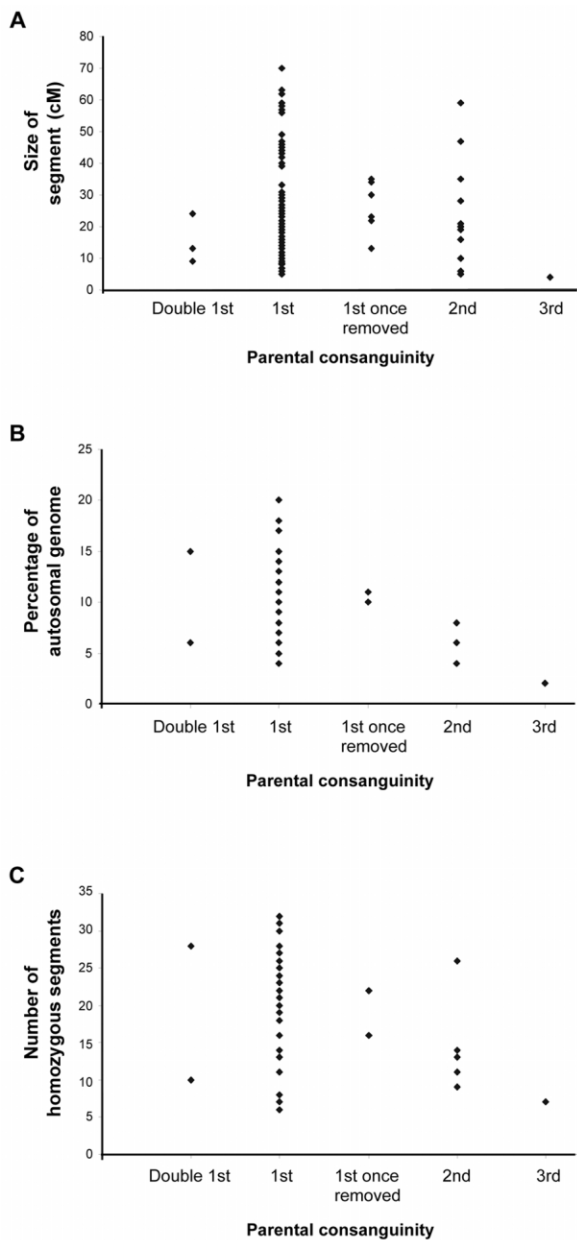 A
80
70
60
50
40
30
20
10
0
Size of
segment (cM)
Double 1st 1st 1st once removed 2nd 3rd
Parental consanguinity
B
25
20
15
10
5
0
Percentage of
autosomal genome
Double 1st 1st 1st once removed 2nd 3rd
Parental consanguinity
C
35
30
25
20
15
10
5
0
Number of
homozygous segments
Double 1st 1st 1st once removed 2nd 3rd
Parental consanguinity